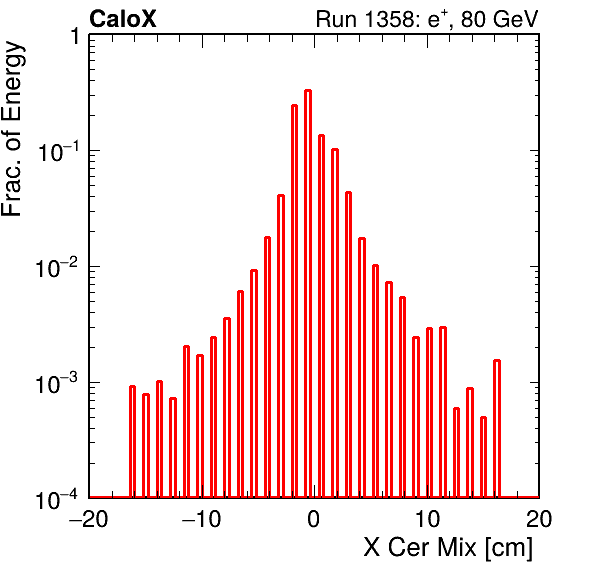 CaloX Run 1358: e⁺, 80 GeV
Frac. of Energy
1
10⁻¹
10⁻²
10⁻³
10⁻⁴
−20 −10 0 10 20
X Cer Mix [cm]